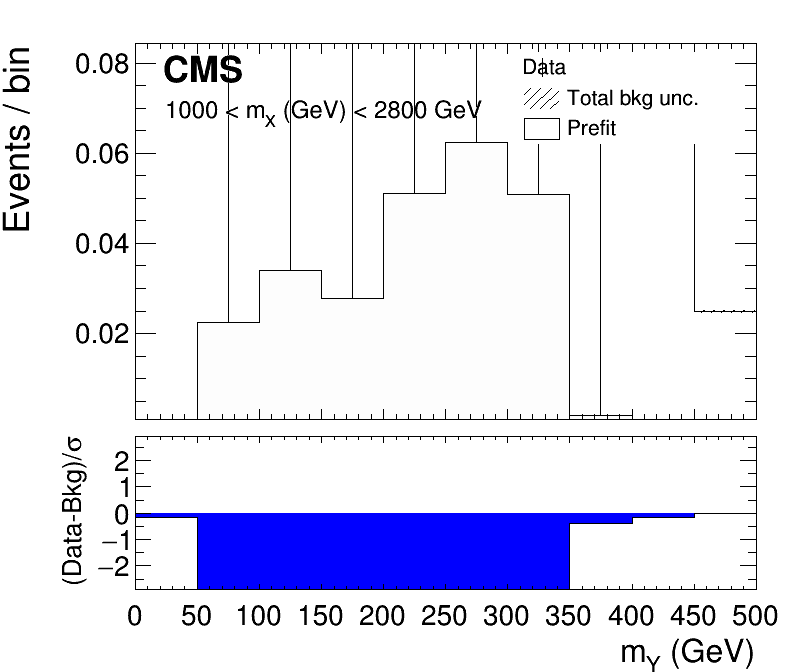 CMS
1000 < mX (GeV) < 2800 GeV
Data
Total bkg unc.
Prefit
Events / bin
0.08
0.06
0.04
0.02
(Data-Bkg)/σ
2
1
0
−1
−2
0 50 100 150 200 250 300 350 400 450 500
mY (GeV)